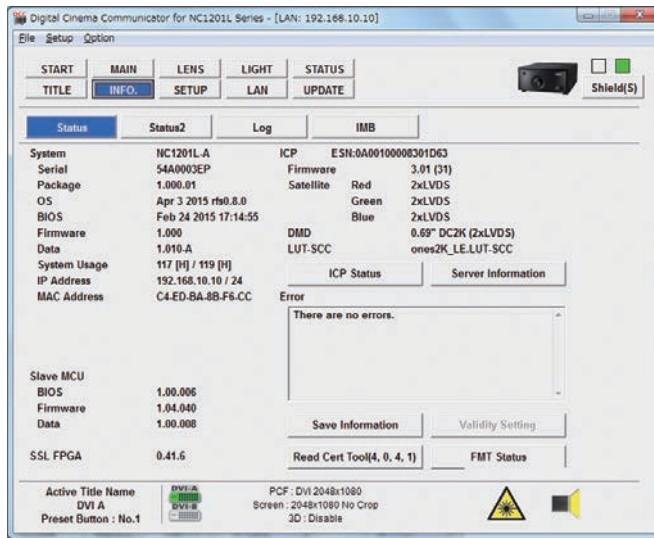 Digital Cinema Communicator for NC1201L Series - [LAN: 192.168.10.10]
File Setup Option
START MAIN LENS LIGHT STATUS
TITLE INFO. SETUP LAN UPDATE
Shield(S)
Status Status2 Log IMB
System NC1201L-A ICP ESN:0A00100008301D63
Serial 54A0003EP Firmware 3.01 (31)
Package 1.000.01 Satellite Red 2xLVDS
OS Apr 3 2015 rfs0.8.0 Green 2xLVDS
BIOS Feb 24 2015 17:14:55 Blue 2xLVDS
Firmware 1.000 DMD 0.69" DC2K (2xLVDS)
Data 1.010-A LUT-SCC ones2K_LE.LUT-SCC
System Usage 117 [H] / 119 [H]
ICP Status Server Information
IP Address 192.168.10.10 / 24
MAC Address C4-ED-BA-8B-F6-CC Error
There are no errors.
Slave MCU
BIOS 1.00.006
Firmware 1.04.040
Data 1.00.008 Save Information Validity Setting
SSL FPGA 0.41.6 Read Cert Tool(4, 0, 4, 1) FMT Status
Active Title Name DVI-A PCF : DVI 2048x1080
DVI A DVI-B Screen : 2048x1080 No Crop
Preset Button : No.1 3D : Disable